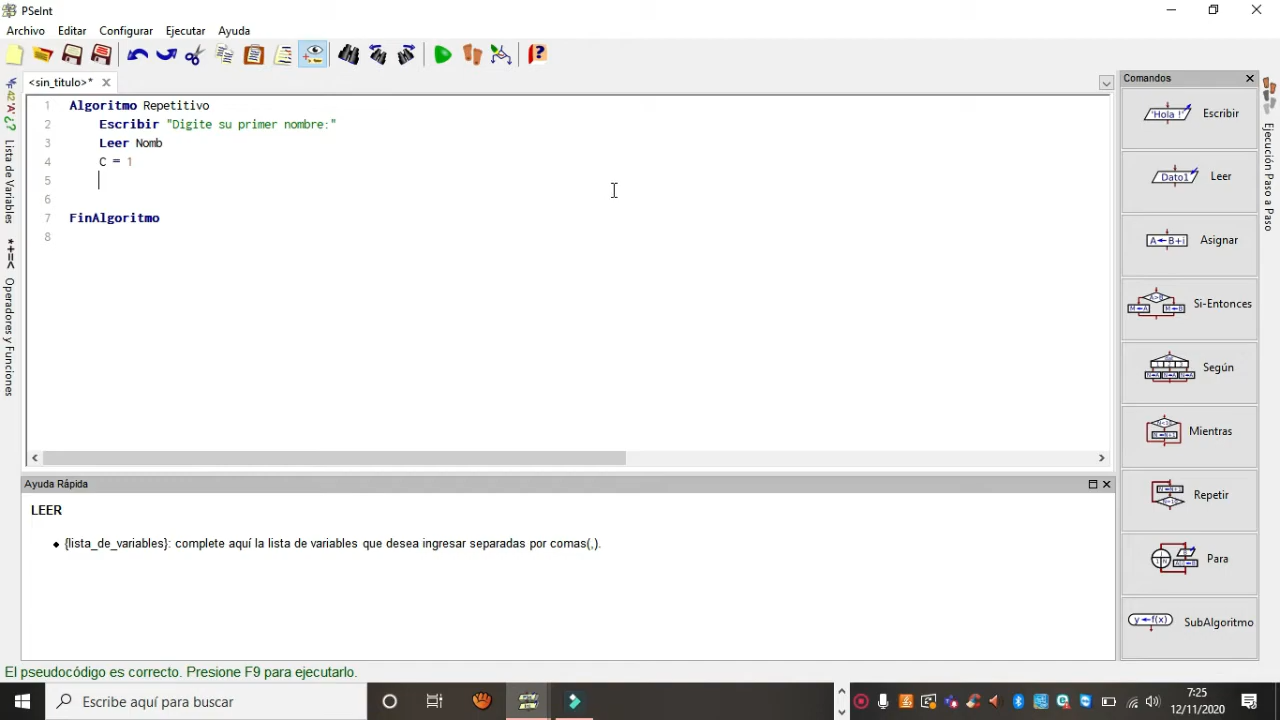 PSeInt
Archivo Editar Configurar Ejecutar Ayuda
<sin_titulo>*
Comandos
1 Algoritmo Repetitivo
2 Escribir "Digite su primer nombre:"
3 Leer Nomb
4 C = 1
5
6
7 FinAlgoritmo
8
Lista de Variables
*+=< Operadores y Funciones
'Hola !' Escribir
Dato1 Leer
A←B+i Asignar
Si-Entonces
Según
Mientras
Repetir
Para
y←f(x) SubAlgoritmo
Ejecución Paso a Paso
Ayuda Rápida
LEER
{lista_de_variables}: complete aquí la lista de variables que desea ingresar separadas por comas(,).
El pseudocódigo es correcto. Presione F9 para ejecutarlo.
Escribe aquí para buscar
7:25
12/11/2020